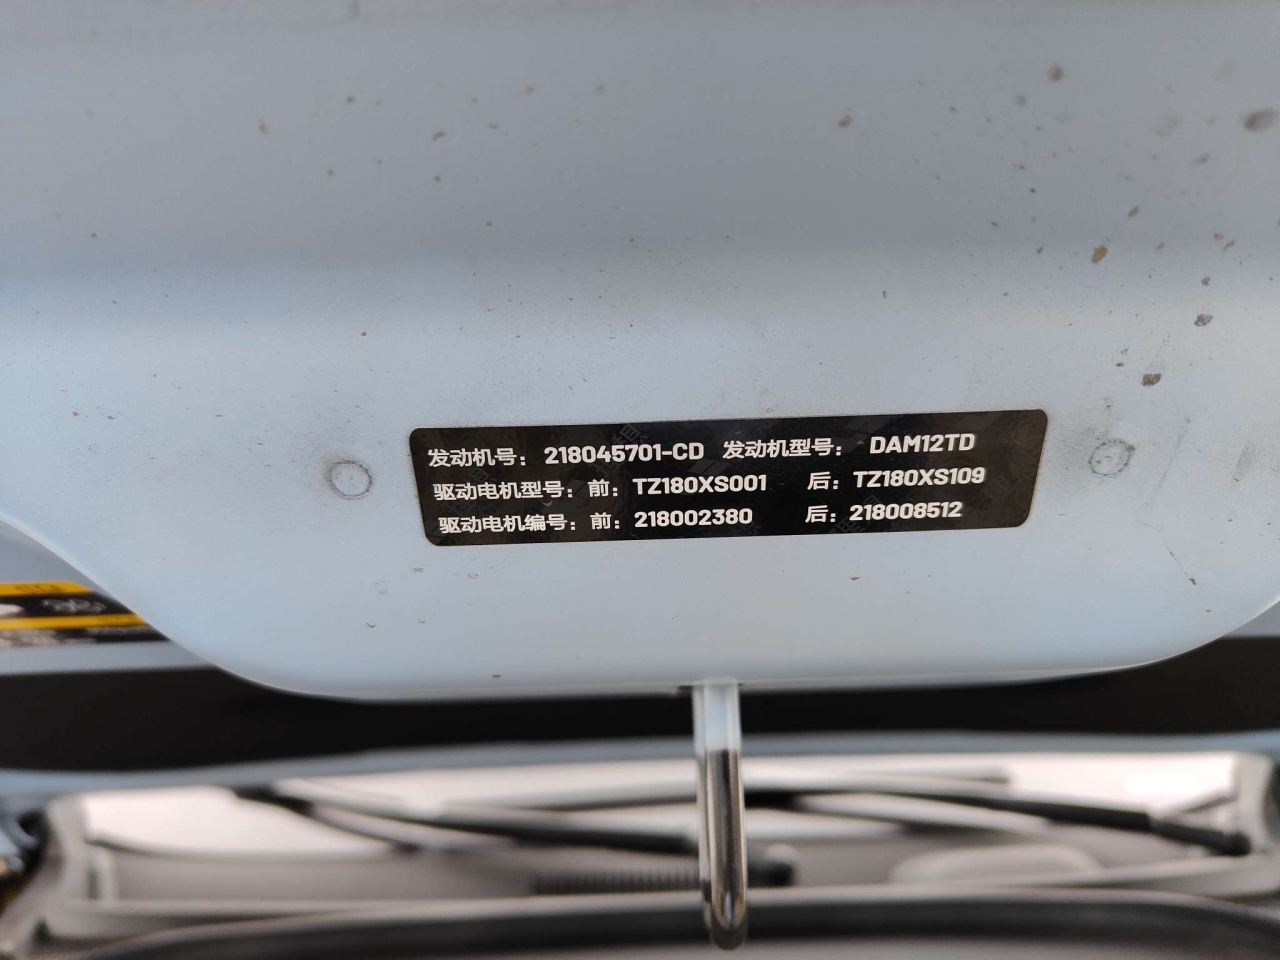 发动机号：218045701-CD 发动机型号：DAM12TD
驱动电机型号：前：TZ180XS001 后：TZ180XS109
驱动电机编号：前：218002380 后：218008512